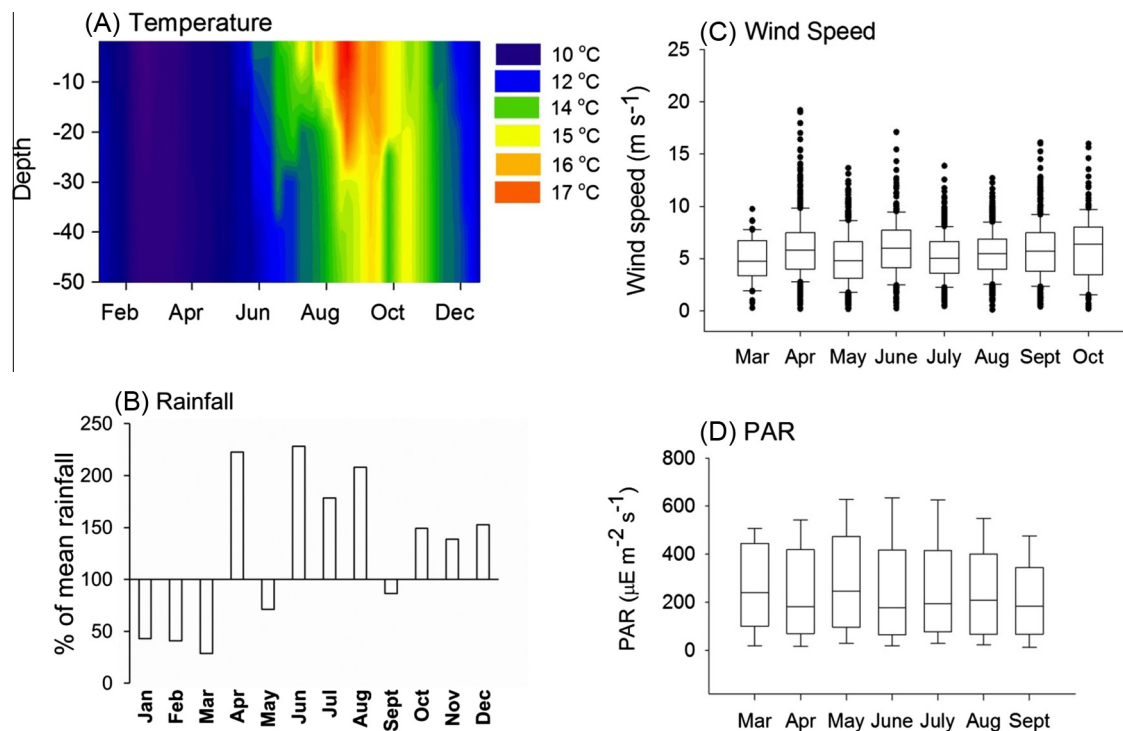 (A) Temperature
Depth
-10
-20
-30
-40
-50
Feb Apr Jun Aug Oct Dec
10 °C
12 °C
14 °C
15 °C
16 °C
17 °C
(C) Wind Speed
Wind speed (m s-1)
25
20
15
10
5
0
Mar Apr May June July Aug Sept Oct
(B) Rainfall
% of mean rainfall
250
200
150
100
50
0
Jan Feb Mar Apr May Jun Jul Aug Sept Oct Nov Dec
(D) PAR
PAR (µE m-2 s-1)
800
600
400
200
0
Mar Apr May June July Aug Sept